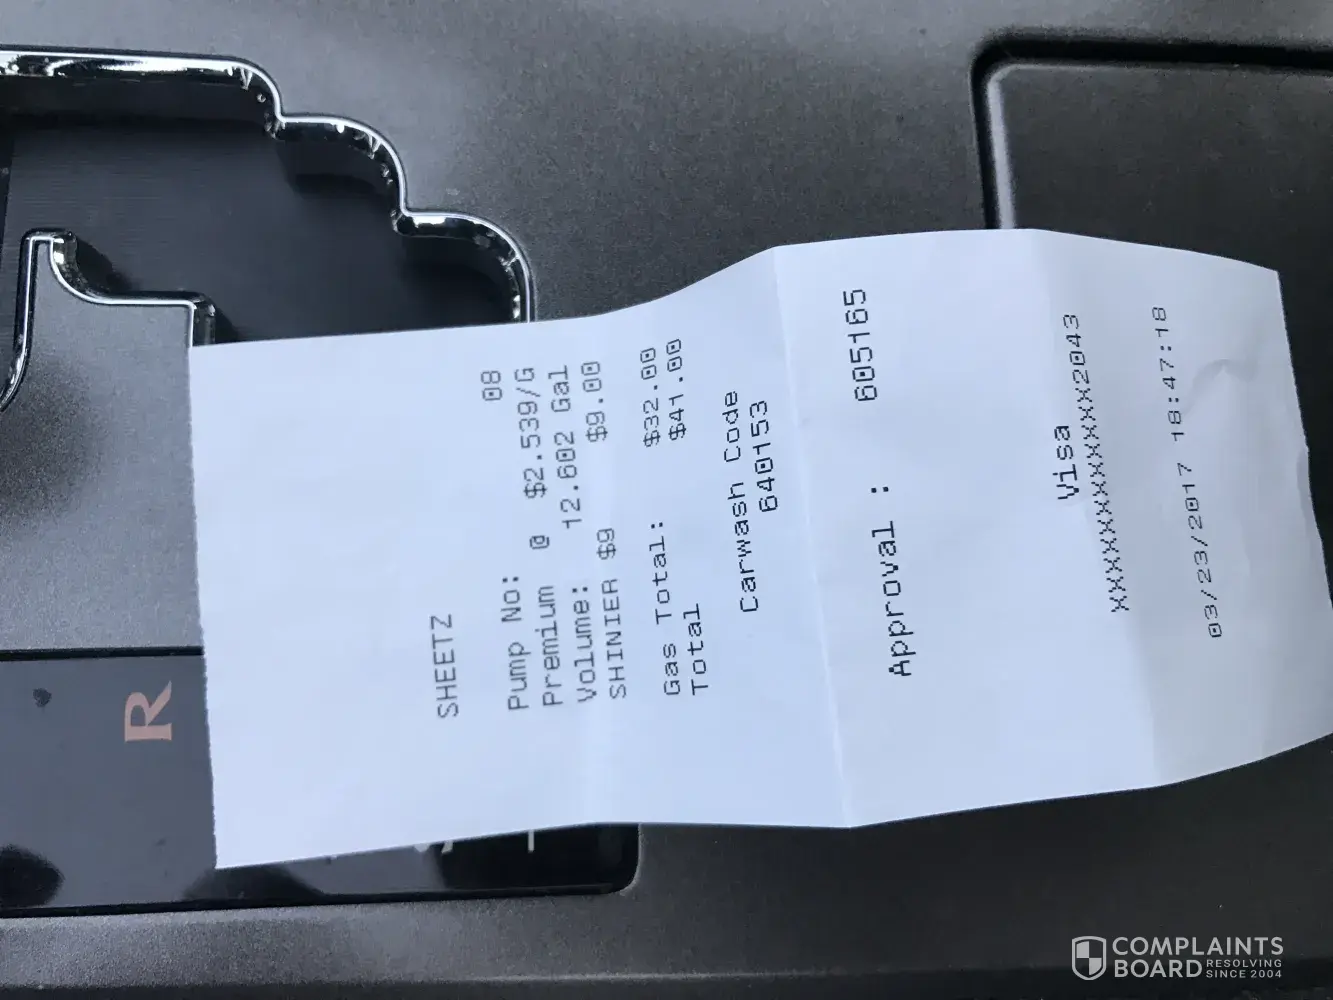 SHEETZ
Pump No: 08
Premium @ $2.539/G
Volume: 12.602 Gal
SHINIER $9 $9.00
Gas Total: $32.00
Total $41.00
Carwash Code
640153
Approval : 605165
Visa
XXXXXXXXXXXXXXX2043
03/23/2017 18:47:18
R
COMPLAINTS
BOARD RESOLVING
SINCE 2004